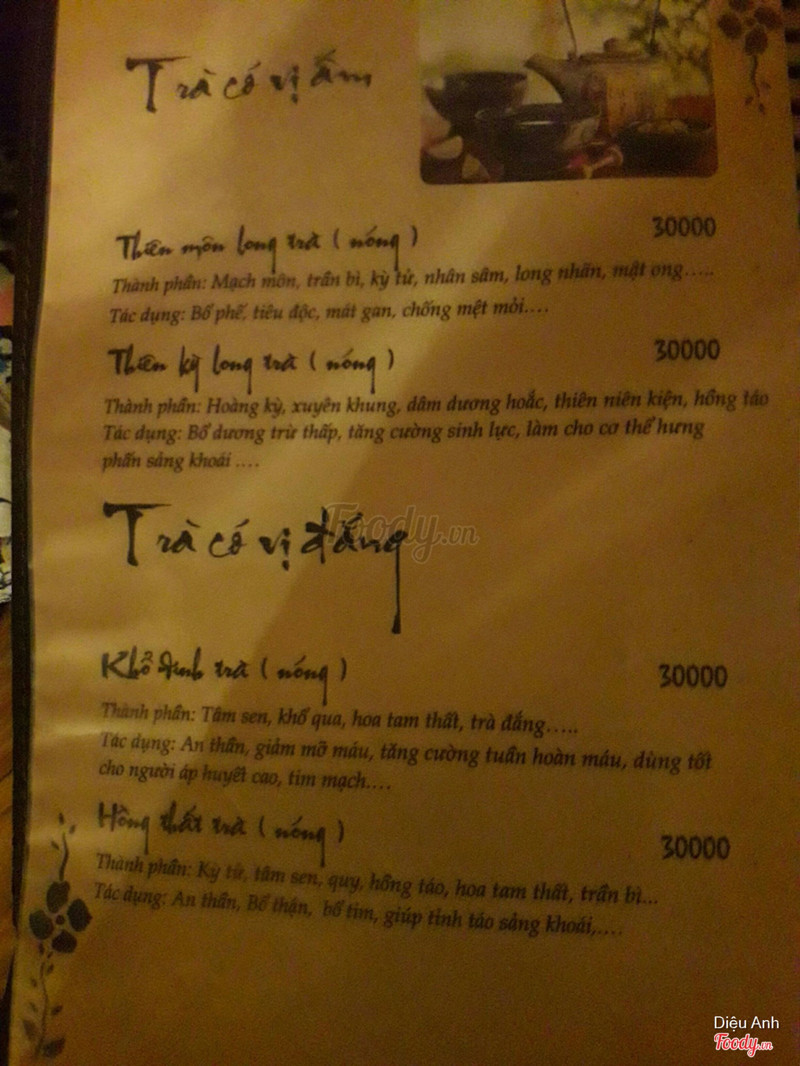 Trà có vị ấm
Thiên môn long trà ( nóng ) 30000
Thành phần: Mạch môn, trần bì, kỳ tử, nhân sâm, long nhãn, mật ong.....
Tác dụng: Bổ phế, tiêu độc, mát gan, chống mệt mỏi....
Thiên kỳ long trà ( nóng ) 30000
Thành phần: Hoàng kỳ, xuyên khung, dâm dương hoắc, thiên niên kiện, hồng táo
Tác dụng: Bổ dương trừ thấp, tăng cường sinh lực, làm cho cơ thể hưng
phấn sảng khoái ....
Foody.vn
Trà có vị đắng
Khổ đinh trà ( nóng ) 30000
Thành phần: Tâm sen, khổ qua, hoa tam thất, trà đắng.....
Tác dụng: An thần, giảm mỡ máu, tăng cường tuần hoàn máu, dùng tốt
cho người áp huyết cao, tim mạch....
Hồng thất trà ( nóng ) 30000
Thành phần: Kỳ tử, tâm sen, quy, hồng táo, hoa tam thất, trần bì...
Tác dụng: An thần, Bổ thận, bổ tim, giúp tỉnh táo sảng khoái,....
Diệu Anh
Foody.vn